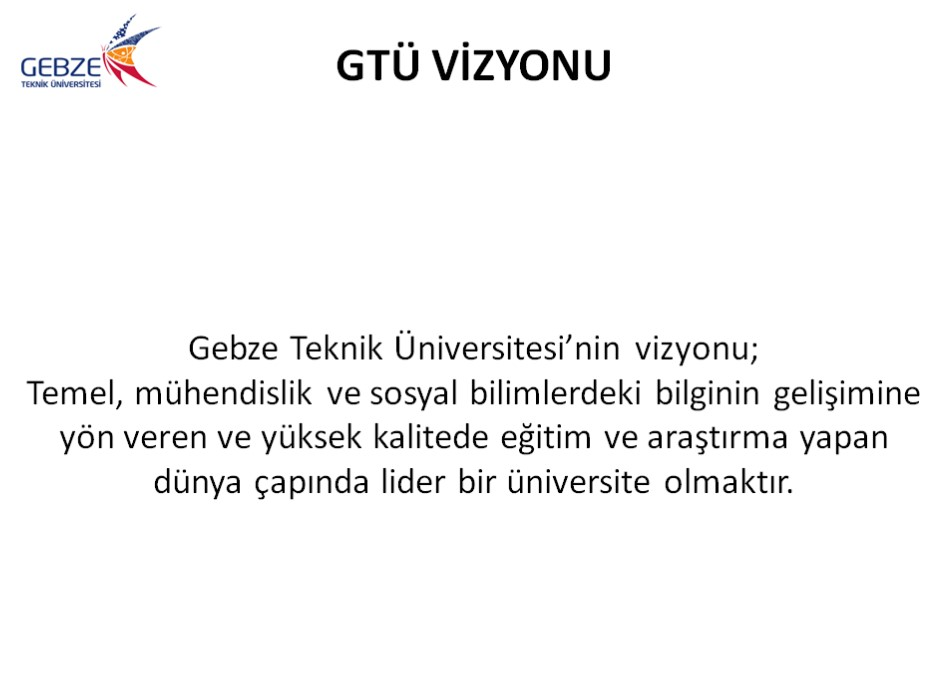 GEBZE
TEKNİK ÜNİVERSİTESİ
GTÜ VİZYONU
Gebze Teknik Üniversitesi’nin vizyonu;
Temel, mühendislik ve sosyal bilimlerdeki bilginin gelişimine
yön veren ve yüksek kalitede eğitim ve araştırma yapan
dünya çapında lider bir üniversite olmaktır.